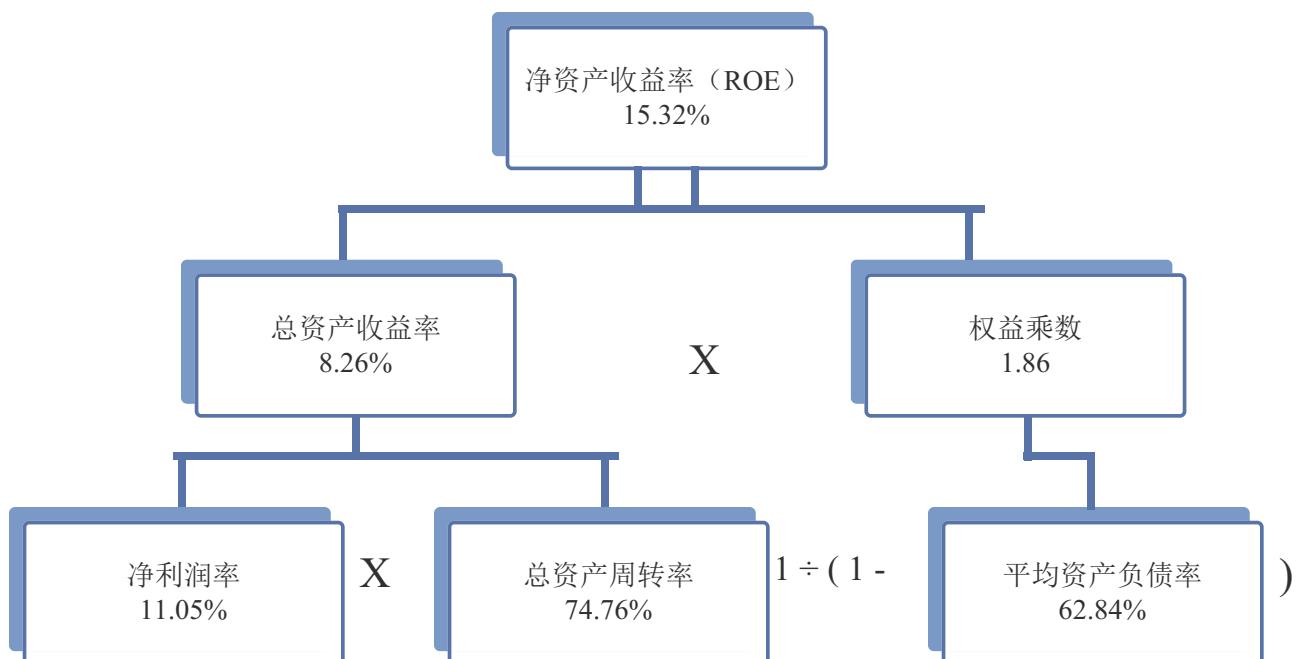 净资产收益率（ROE）
15.32%
总资产收益率
8.26%
X
权益乘数
1.86
净利润率
11.05%
X
总资产周转率
74.76%
1 ÷ ( 1 -
平均资产负债率
62.84%
)